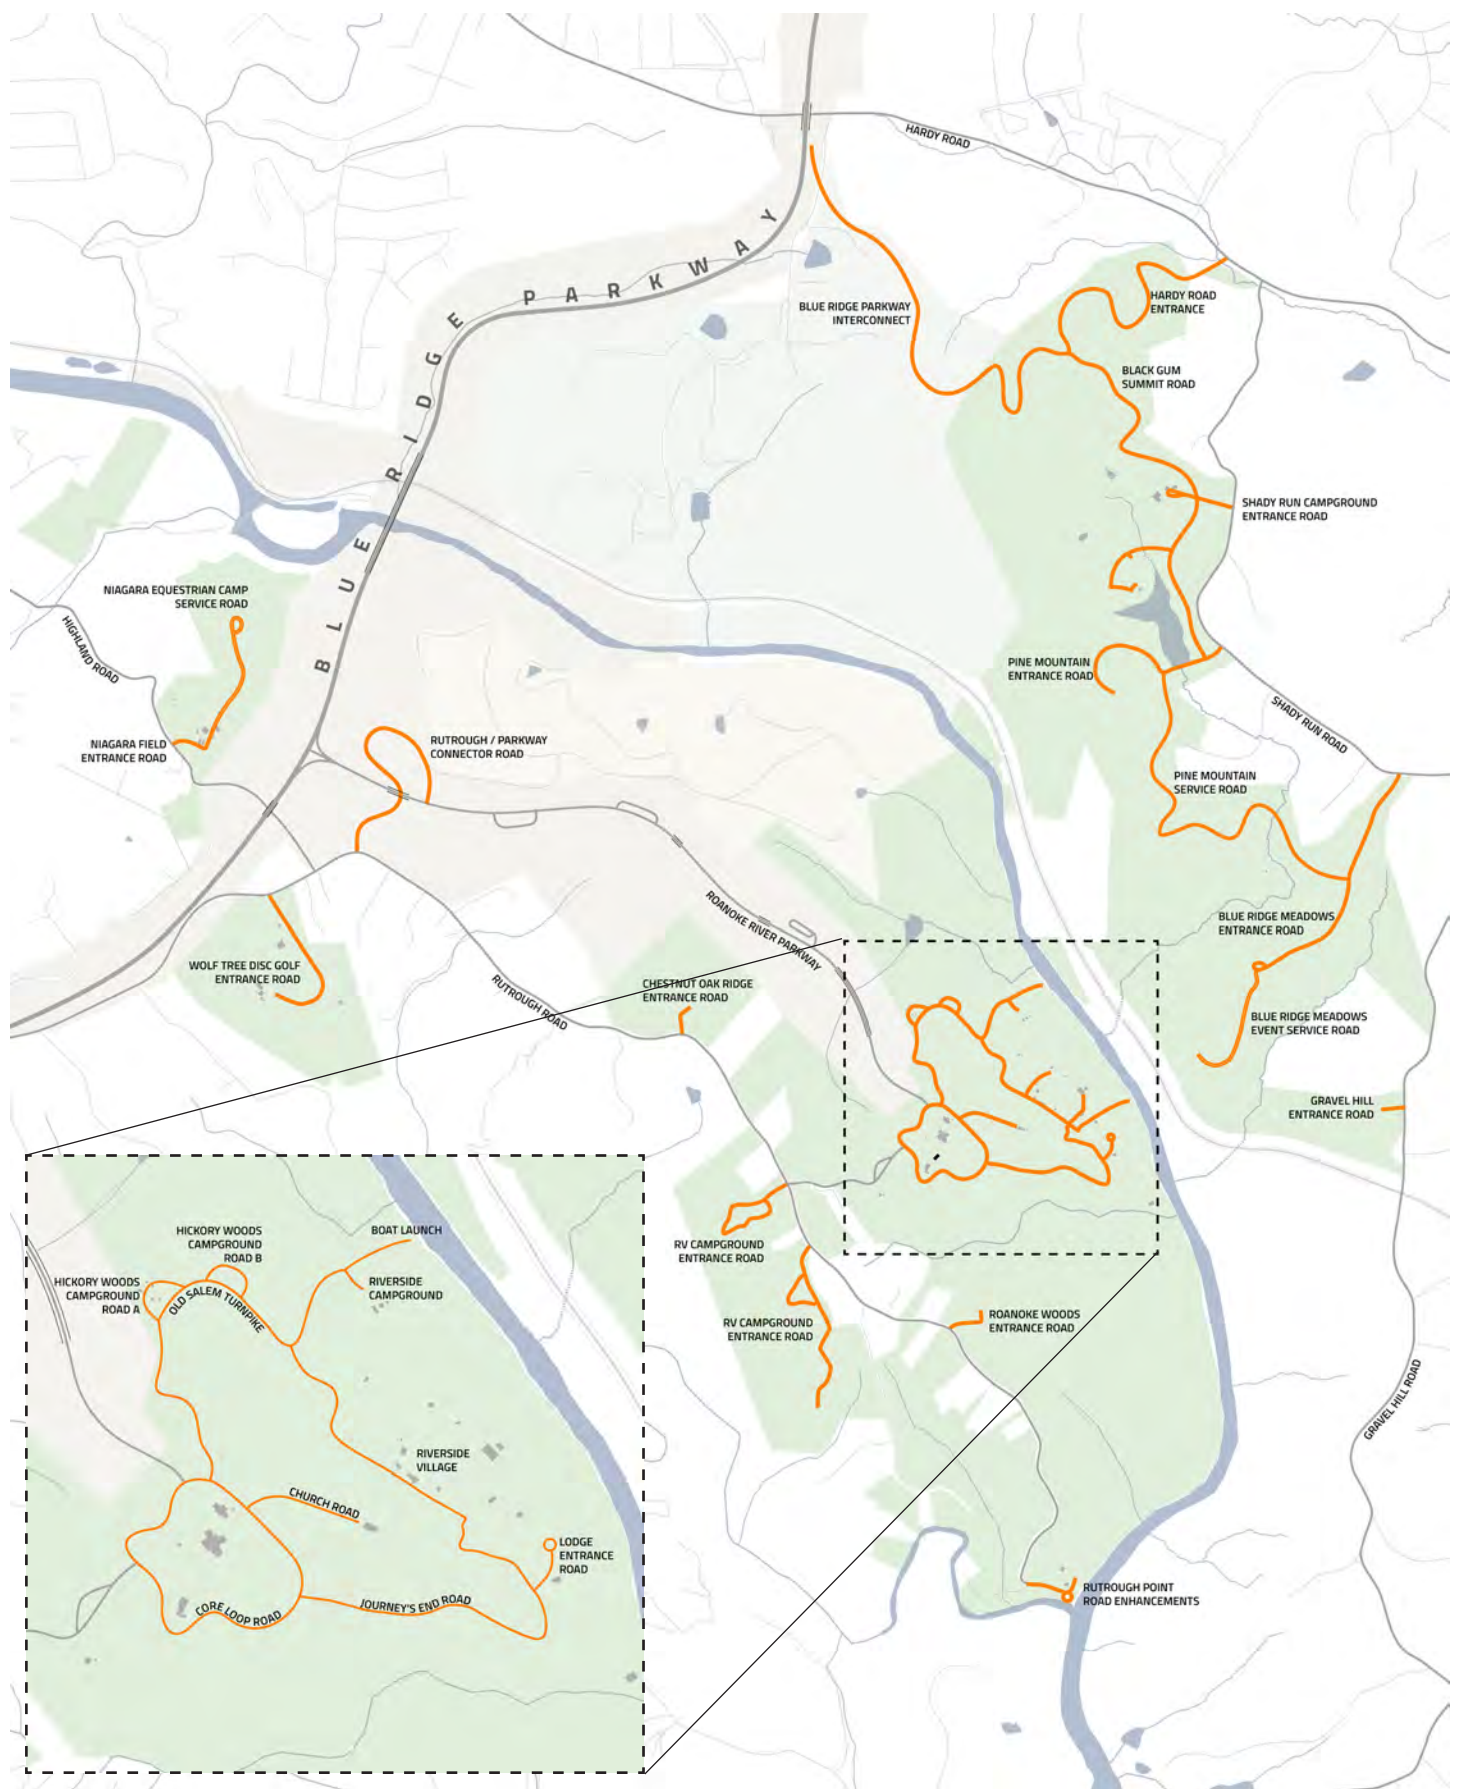 HARDY ROAD
BLUE RIDGE PARKWAY
BLUE RIDGE PARKWAY
INTERCONNECT
HARDY ROAD
ENTRANCE
BLACK GUM
SUMMIT ROAD
SHADY RUN CAMPGROUND
ENTRANCE ROAD
NIAGARA EQUESTRIAN CAMP
SERVICE ROAD
HIGHLAND ROAD
PINE MOUNTAIN
ENTRANCE ROAD
SHADY RUN ROAD
NIAGARA FIELD
ENTRANCE ROAD
RUTROUGH / PARKWAY
CONNECTOR ROAD
PINE MOUNTAIN
SERVICE ROAD
ROANOKE RIVER PARKWAY
BLUE RIDGE MEADOWS
ENTRANCE ROAD
WOLF TREE DISC GOLF
ENTRANCE ROAD
RUTROUGH ROAD
CHESTNUT OAK RIDGE
ENTRANCE ROAD
BLUE RIDGE MEADOWS
EVENT SERVICE ROAD
GRAVEL HILL
ENTRANCE ROAD
RV CAMPGROUND
ENTRANCE ROAD
RV CAMPGROUND
ENTRANCE ROAD
ROANOKE WOODS
ENTRANCE ROAD
GRAVEL HILL ROAD
RUTROUGH POINT
ROAD ENHANCEMENTS
HICKORY WOODS
CAMPGROUND
ROAD B
BOAT LAUNCH
HICKORY WOODS
CAMPGROUND
ROAD A
OLD SALEM TURNPIKE
RIVERSIDE
CAMPGROUND
RIVERSIDE
VILLAGE
CHURCH ROAD
LODGE
ENTRANCE
ROAD
CORE LOOP ROAD
JOURNEY'S END ROAD